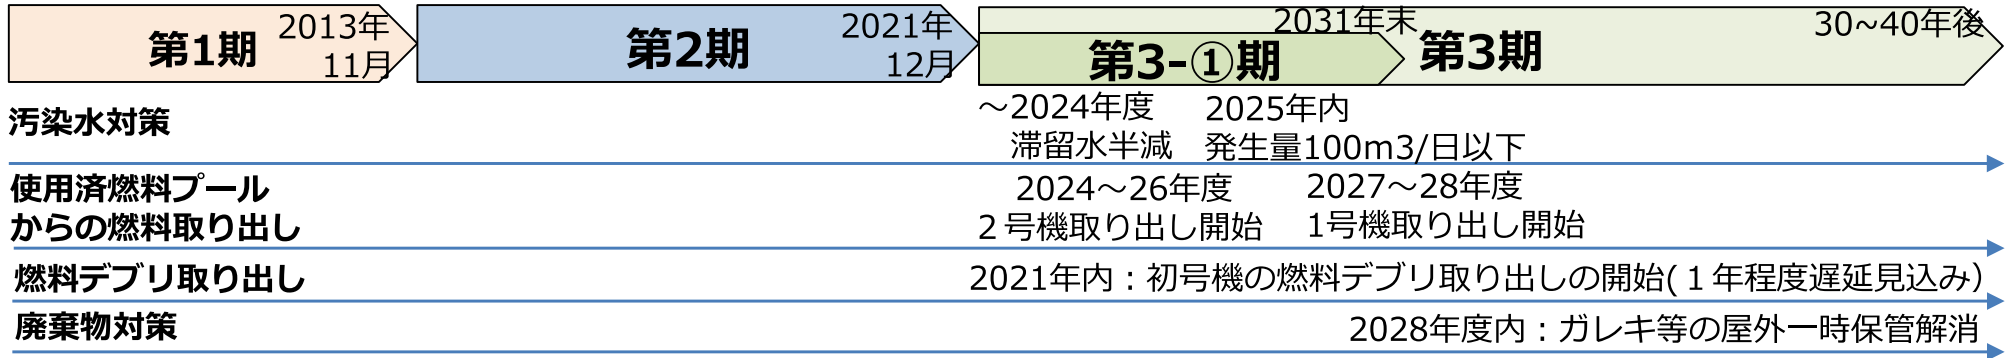 第1期
2013年
11月
第2期
2021年
12月
2031年末
第3-①期
第3期
30~40年後
汚染水対策
～2024年度
滞留水半減
2025年内
発生量100m3/日以下
使用済燃料プール
からの燃料取り出し
2024～26年度
２号機取り出し開始
2027～28年度
1号機取り出し開始
燃料デブリ取り出し
2021年内：初号機の燃料デブリ取り出しの開始(１年程度遅延見込み）
廃棄物対策
2028年度内：ガレキ等の屋外一時保管解消